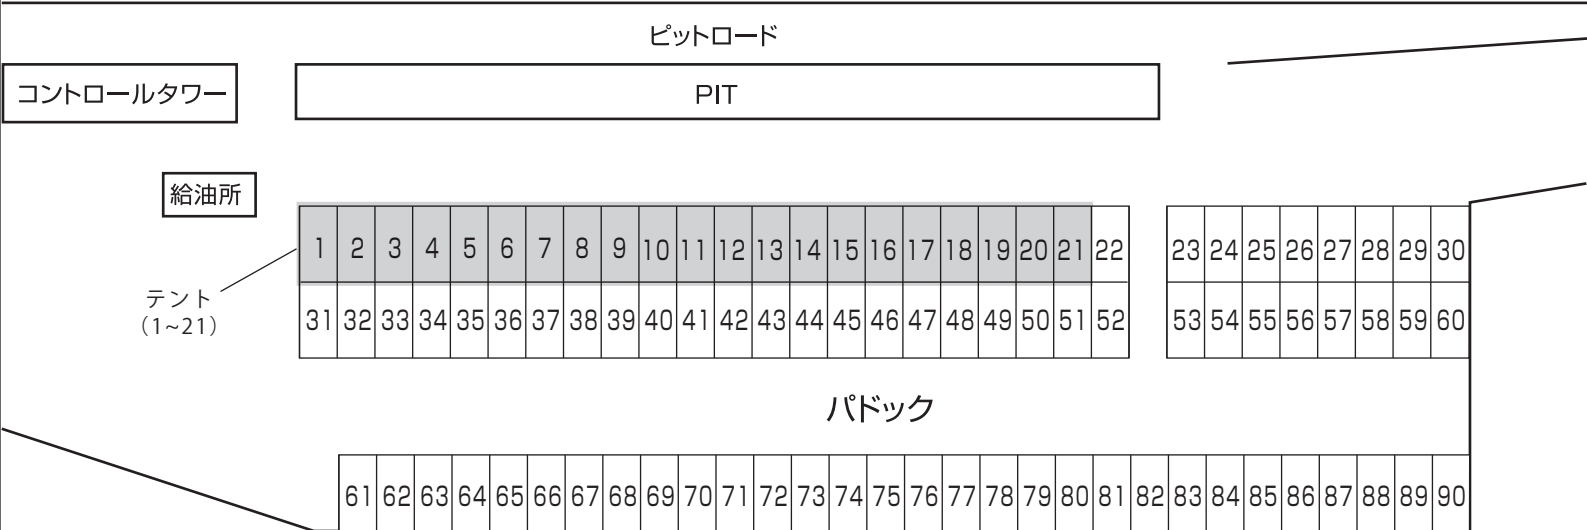 ピットロード
コントロールタワー
PIT
給油所
1 2 3 4 5 6 7 8 9 10 11 12 13 14 15 16 17 18 19 20 21 22 23 24 25 26 27 28 29 30
テント
（1~21）
31 32 33 34 35 36 37 38 39 40 41 42 43 44 45 46 47 48 49 50 51 52 53 54 55 56 57 58 59 60
パドック
61 62 63 64 65 66 67 68 69 70 71 72 73 74 75 76 77 78 79 80 81 82 83 84 85 86 87 88 89 90